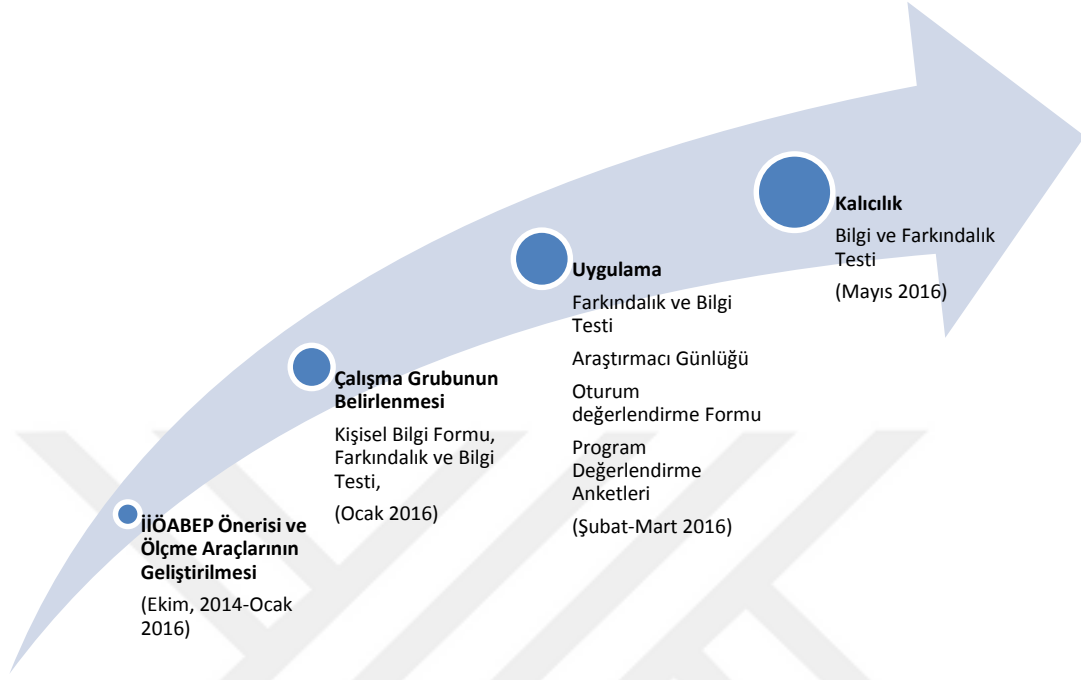 İİÖABEP Önerisi ve
Ölçme Araçlarının
Geliştirilmesi
(Ekim, 2014-Ocak
2016)
Çalışma Grubunun
Belirlenmesi
Kişisel Bilgi Formu,
Farkındalık ve Bilgi
Testi,
(Ocak 2016)
Uygulama
Farkındalık ve Bilgi
Testi
Araştırmacı Günlüğü
Oturum
değerlendirme Formu
Program
Değerlendirme
Anketleri
(Şubat-Mart 2016)
Kalıcılık
Bilgi ve Farkındalık
Testi
(Mayıs 2016)